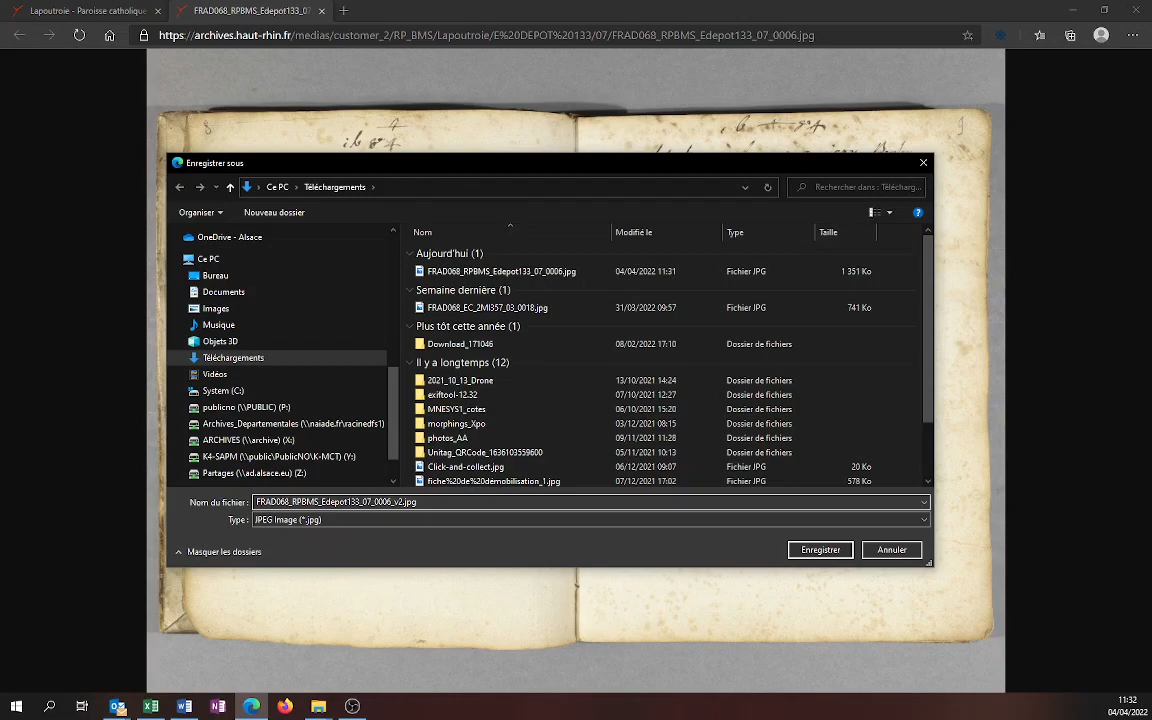 Lapoutroie - Paroisse catholique
FRAD068_RPBMS_Edepot133_07
https://archives.haut-rhin.fr/medias/customer_2/RP_BMS/Lapoutroie/E%20DEPOT%20133/07/FRAD068_RPBMS_Edepot133_07_0006.jpg
8
9
Enregistrer sous
Ce PC > Téléchargements >
Rechercher dans : Télécharg...
Organiser
Nouveau dossier
OneDrive - Alsace
Ce PC
Bureau
Documents
Images
Musique
Objets 3D
Téléchargements
Vidéos
System (C:)
publicno (\\PUBLIC) (P:)
Archives_Departementales (\\naiade.fr\racinedfs1)
ARCHIVES (\\archive) (X:)
K4-SAPM (\\public\PublicNO\K-MCT) (Y:)
Partages (\\ad.alsace.eu) (Z:)
Nom
Modifié le
Type
Taille
Aujourd'hui (1)
FRAD068_RPBMS_Edepot133_07_0006.jpg 04/04/2022 11:31 Fichier JPG 1 351 Ko
Semaine dernière (1)
FRAD068_EC_2MI357_03_0018.jpg 31/03/2022 09:57 Fichier JPG 741 Ko
Plus tôt cette année (1)
Download_171046 08/02/2022 17:10 Dossier de fichiers
Il y a longtemps (12)
2021_10_13_Drone 13/10/2021 14:24 Dossier de fichiers
exiftool-12.32 07/10/2021 12:27 Dossier de fichiers
MNESYS1_cotes 06/10/2021 15:20 Dossier de fichiers
morphings_Xpo 03/12/2021 08:15 Dossier de fichiers
photos_AA 09/11/2021 11:28 Dossier de fichiers
Unitag_QRCode_1636103559600 05/11/2021 10:13 Dossier de fichiers
Click-and-collect.jpg 06/12/2021 09:07 Fichier JPG 20 Ko
fiche%20de%20démobilisation_1.jpg 07/12/2021 17:02 Fichier JPG 578 Ko
Nom du fichier : FRAD068_RPBMS_Edepot133_07_0006_v2.jpg
Type : JPEG Image (*.jpg)
Masquer les dossiers
Enregistrer
Annuler
11:32
04/04/2022